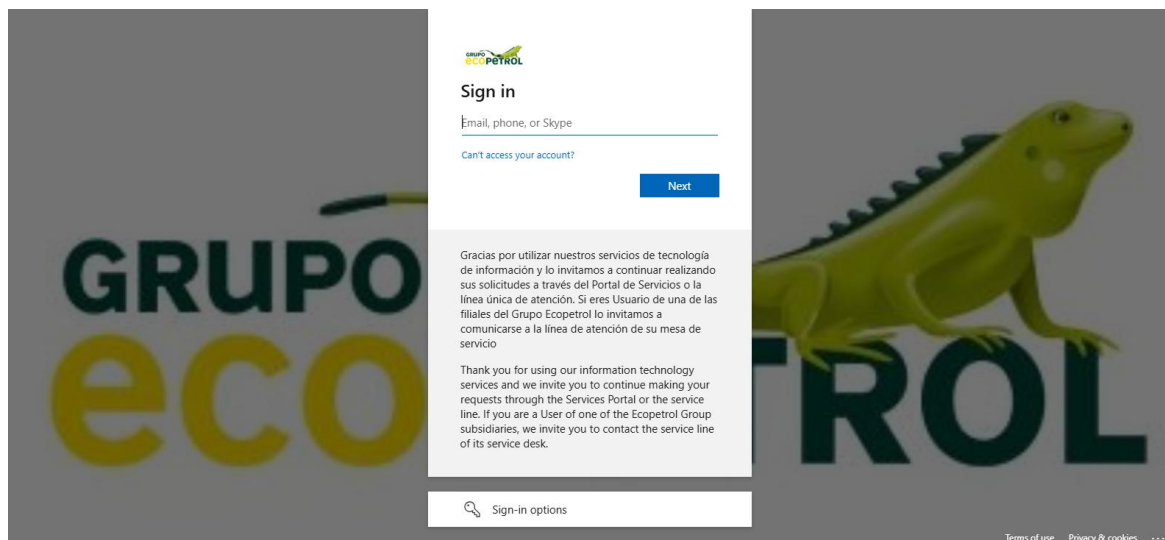 GRUPO
ecopetrol
Sign in
Email, phone, or Skype
Can't access your account?
Next
Gracias por utilizar nuestros servicios de tecnología
de información y lo invitamos a continuar realizando
sus solicitudes a través del Portal de Servicios o la
línea única de atención. Si eres Usuario de una de las
filiales del Grupo Ecopetrol lo invitamos a
comunicarse a la línea de atención de su mesa de
servicio
Thank you for using our information technology
services and we invite you to continue making your
requests through the Services Portal or the service
line. If you are a User of one of the Ecopetrol Group
subsidiaries, we invite you to contact the service line
of its service desk.
Sign-in options
GRUPO
eco TROL
Terms of use Privacy & cookies ...